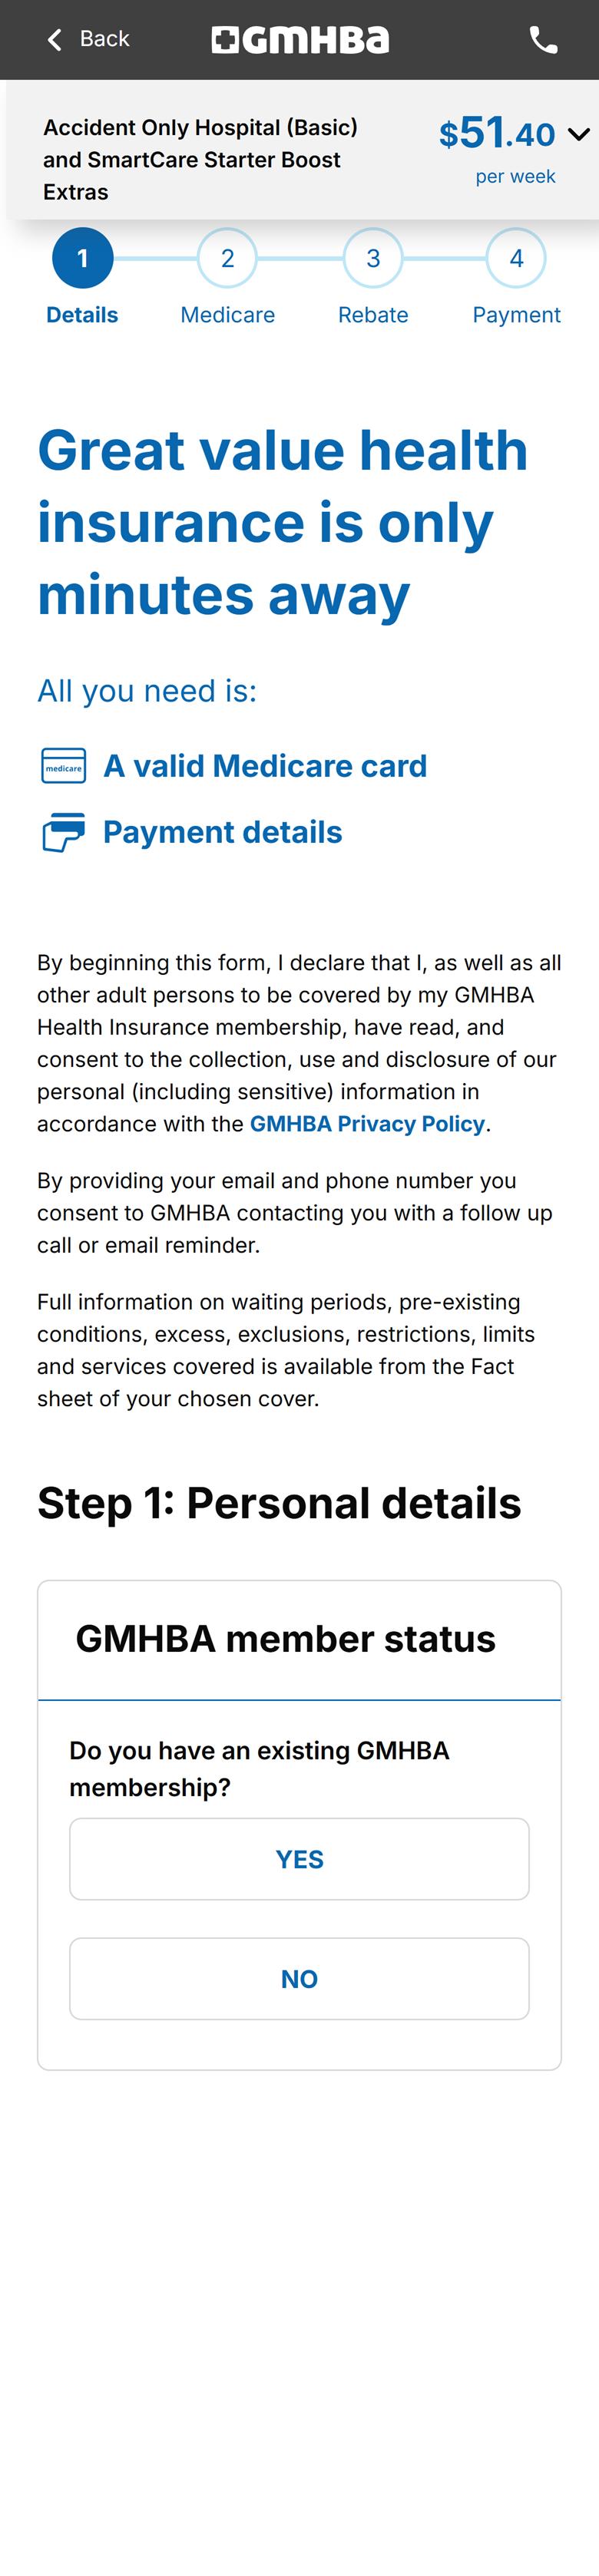 Back
GMHBA
Accident Only Hospital (Basic)
and SmartCare Starter Boost
Extras
$51.40
per week
1
2
3
4
Details
Medicare
Rebate
Payment
Great value health
insurance is only
minutes away
All you need is:
medicare
A valid Medicare card
Payment details
By beginning this form, I declare that I, as well as all
other adult persons to be covered by my GMHBA
Health Insurance membership, have read, and
consent to the collection, use and disclosure of our
personal (including sensitive) information in
accordance with the GMHBA Privacy Policy.
By providing your email and phone number you
consent to GMHBA contacting you with a follow up
call or email reminder.
Full information on waiting periods, pre-existing
conditions, excess, exclusions, restrictions, limits
and services covered is available from the Fact
sheet of your chosen cover.
Step 1: Personal details
GMHBA member status
Do you have an existing GMHBA
membership?
YES
NO